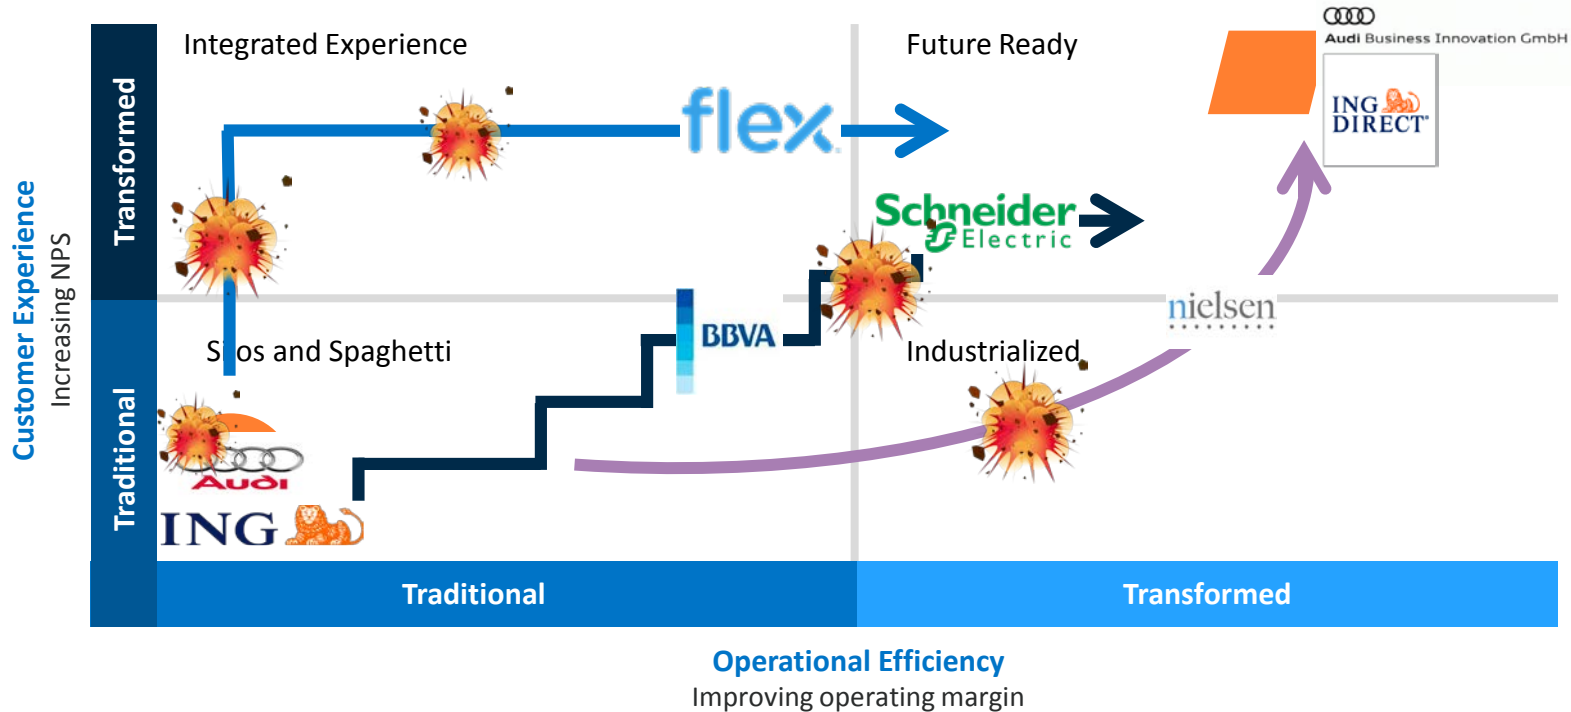 Integrated Experience
Future Ready
Audi Business Innovation GmbH
flex
ING
DIRECT
Transformed
Schneider
Electric
Customer Experience
Increasing NPS
nielsen
BBVA
Silos and Spaghetti
Industrialized
Traditional
Audi
ING
Traditional
Transformed
Operational Efficiency
Improving operating margin